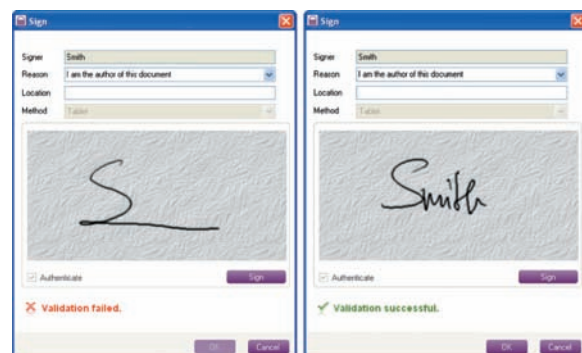 Sign
Signer Smith
Reason I am the author of this document
Location
Method Tablet
S
Authenticate Sign
Validation failed.
OK Cancel
Sign
Signer Smith
Reason I am the author of this document
Location
Method Tablet
Smith
Authenticate Sign
Validation successful.
OK Cancel